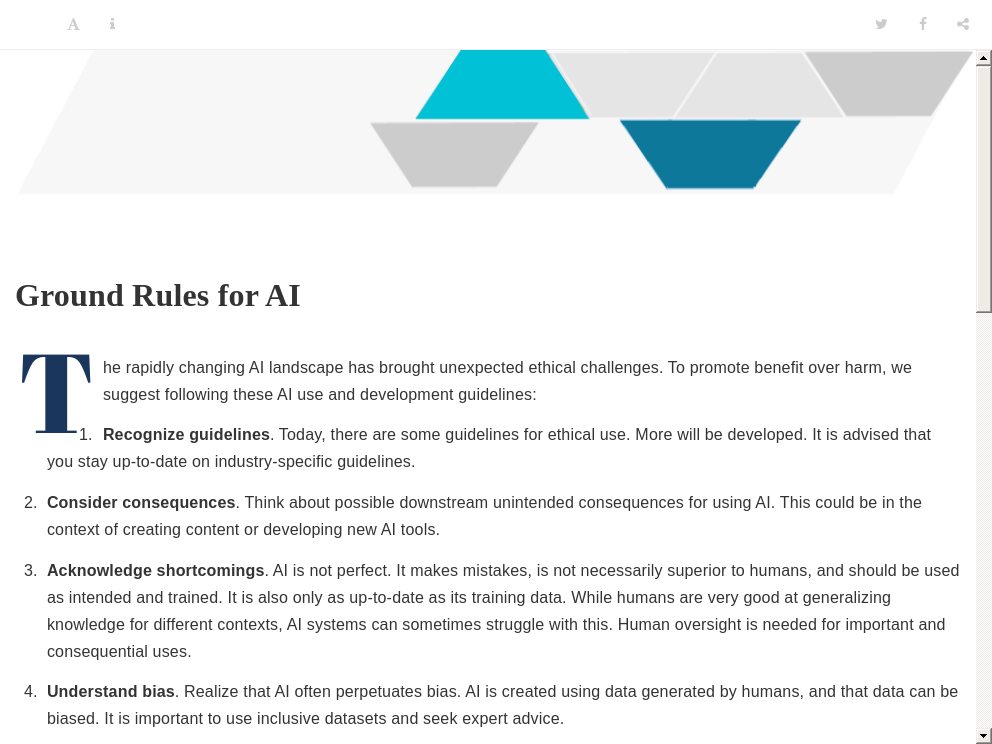 Ground Rules for AI
The rapidly changing AI landscape has brought unexpected ethical challenges. To promote benefit over harm, we
suggest following these AI use and development guidelines:
1. Recognize guidelines. Today, there are some guidelines for ethical use. More will be developed. It is advised that
you stay up-to-date on industry-specific guidelines.
2. Consider consequences. Think about possible downstream unintended consequences for using AI. This could be in the
context of creating content or developing new AI tools.
3. Acknowledge shortcomings. AI is not perfect. It makes mistakes, is not necessarily superior to humans, and should be used
as intended and trained. It is also only as up-to-date as its training data. While humans are very good at generalizing
knowledge for different contexts, AI systems can sometimes struggle with this. Human oversight is needed for important and
consequential uses.
4. Understand bias. Realize that AI often perpetuates bias. AI is created using data generated by humans, and that data can be
biased. It is important to use inclusive datasets and seek expert advice.